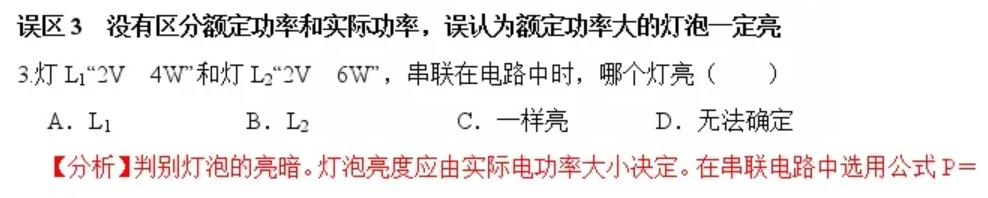 误区 3　没有区分额定功率和实际功率，误认为额定功率大的灯泡一定亮
3.灯 L₁“2V　4W”和灯 L₂“2V　6W”，串联在电路中时，哪个灯亮（　　）
A．L₁　　B．L₂　　C．一样亮　　D．无法确定
【分析】判别灯泡的亮暗。灯泡亮度应由实际电功率大小决定。在串联电路中选用公式 P＝